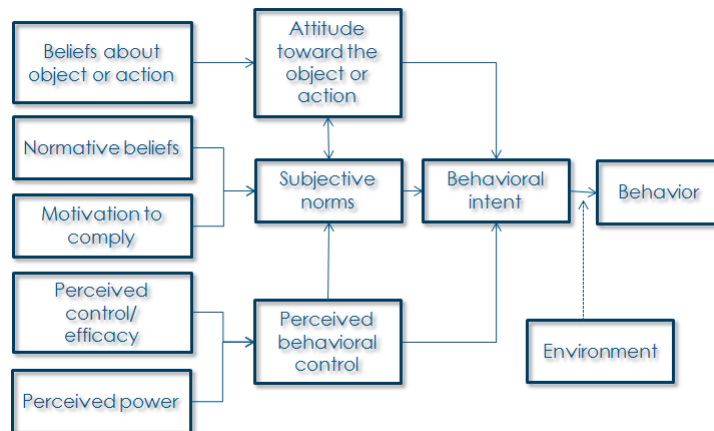 Beliefs about
object or action
Attitude
toward the
object or
action
Normative beliefs
Motivation to
comply
Subjective
norms
Behavioral
intent
Behavior
Perceived
control/
efficacy
Perceived power
Perceived
behavioral
control
Environment